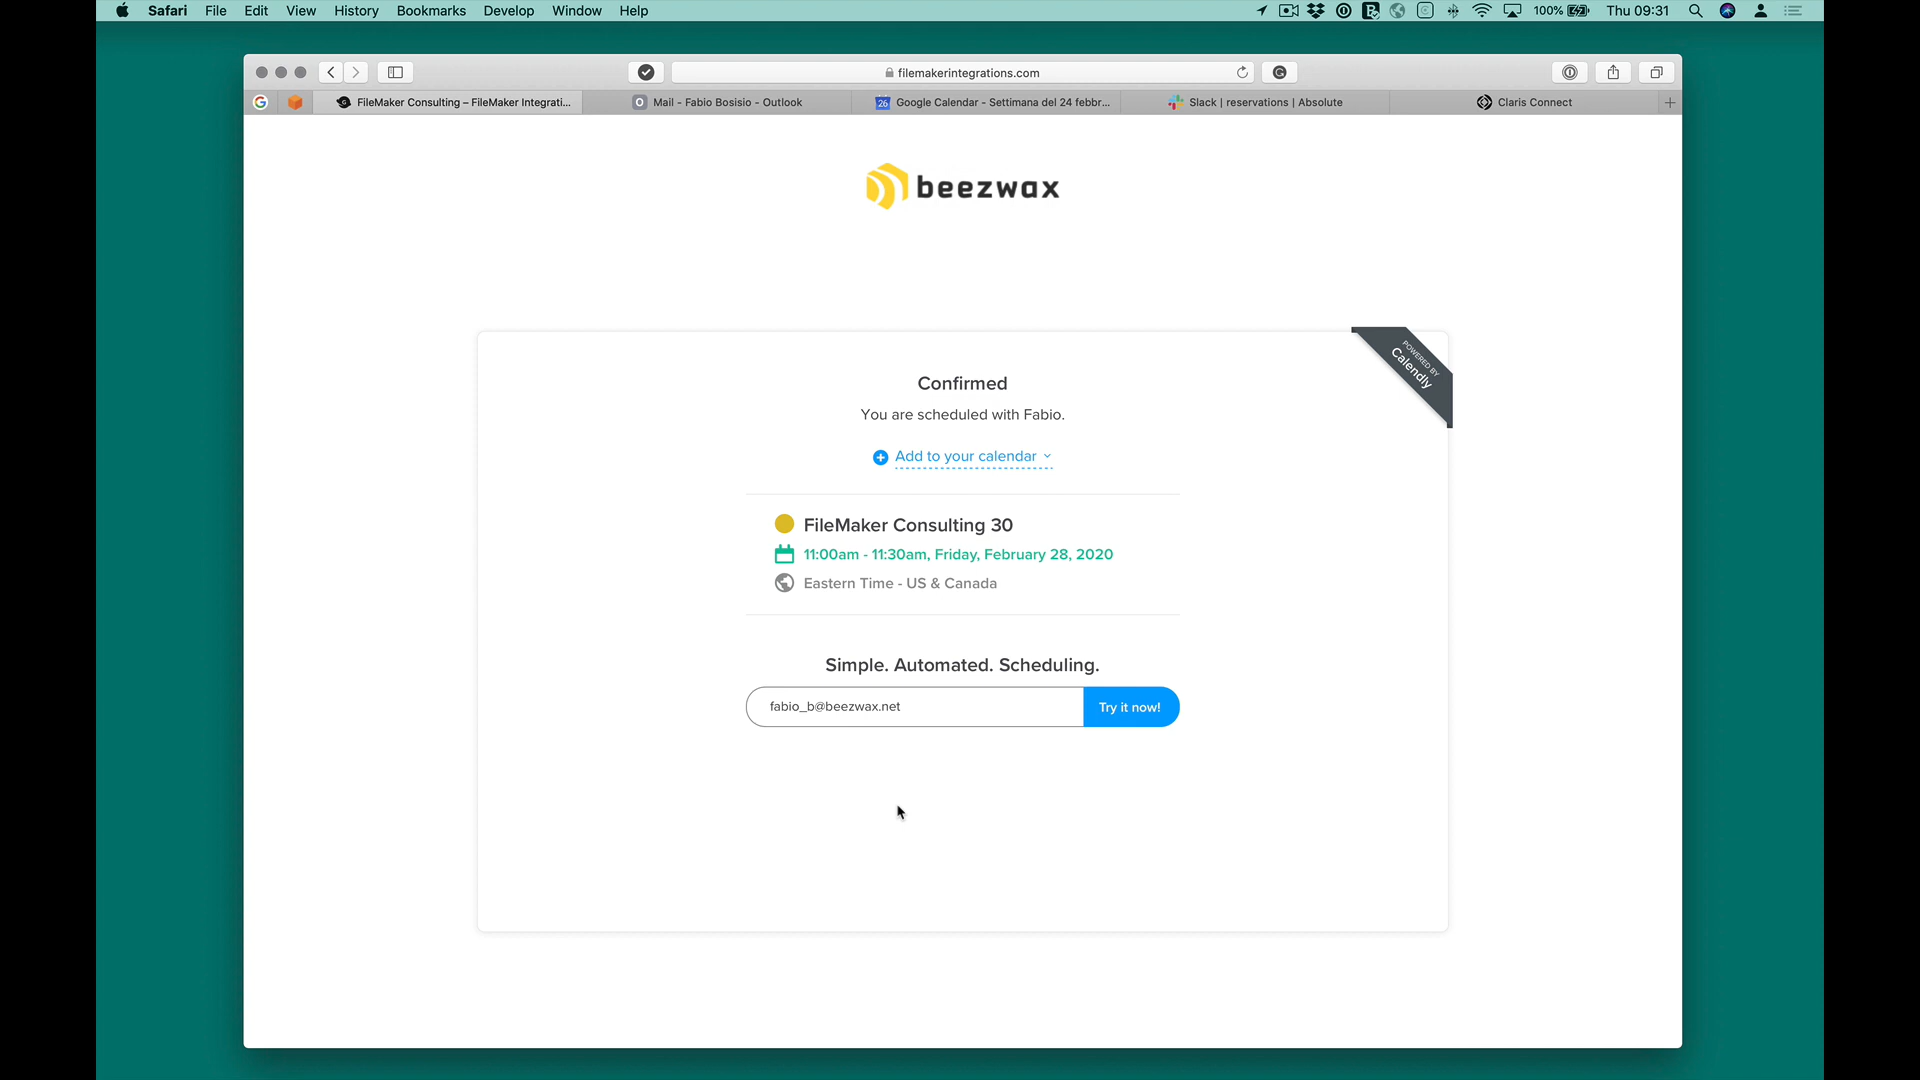 Safari File Edit View History Bookmarks Develop Window Help 100% Thu 09:31
filemakerintegrations.com
FileMaker Consulting – FileMaker Integrati... Mail - Fabio Bosisio - Outlook Google Calendar - Settimana del 24 febbr... Slack | reservations | Absolute Claris Connect
beezwax
POWERED BY
Calendly
Confirmed
You are scheduled with Fabio.
Add to your calendar
FileMaker Consulting 30
11:00am - 11:30am, Friday, February 28, 2020
Eastern Time - US & Canada
Simple. Automated. Scheduling.
fabio_b@beezwax.net Try it now!